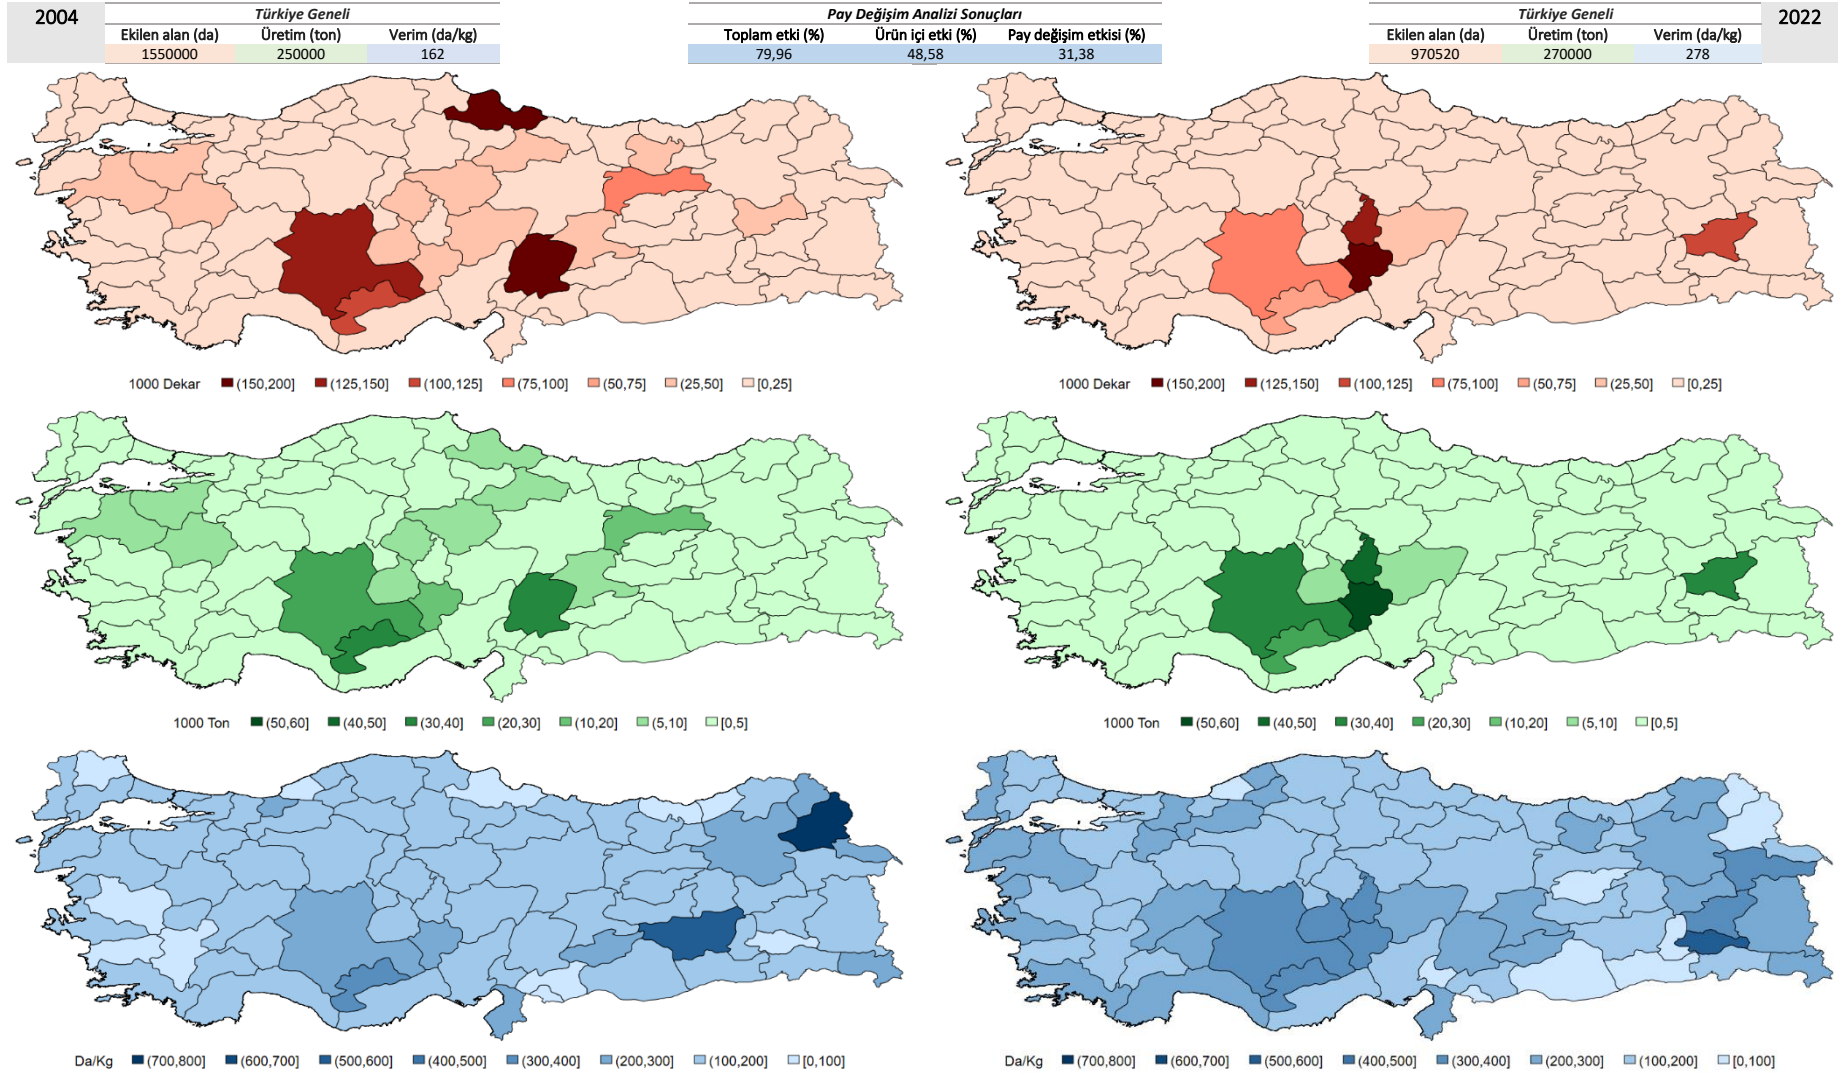 2004
Türkiye Geneli
Ekilen alan (da) Üretim (ton) Verim (da/kg)
1550000 250000 162
Pay Değişim Analizi Sonuçları
Toplam etki (%) Ürün içi etki (%) Pay değişim etkisi (%)
79,96 48,58 31,38
Türkiye Geneli
Ekilen alan (da) Üretim (ton) Verim (da/kg)
970520 270000 278
2022
1000 Dekar (150,200] (125,150] (100,125] (75,100] (50,75] (25,50] [0,25]
1000 Dekar (150,200] (125,150] (100,125] (75,100] (50,75] (25,50] [0,25]
1000 Ton (50,60] (40,50] (30,40] (20,30] (10,20] (5,10] [0,5]
1000 Ton (50,60] (40,50] (30,40] (20,30] (10,20] (5,10] [0,5]
Da/Kg (700,800] (600,700] (500,600] (400,500] (300,400] (200,300] (100,200] [0,100]
Da/Kg (700,800] (600,700] (500,600] (400,500] (300,400] (200,300] (100,200] [0,100]